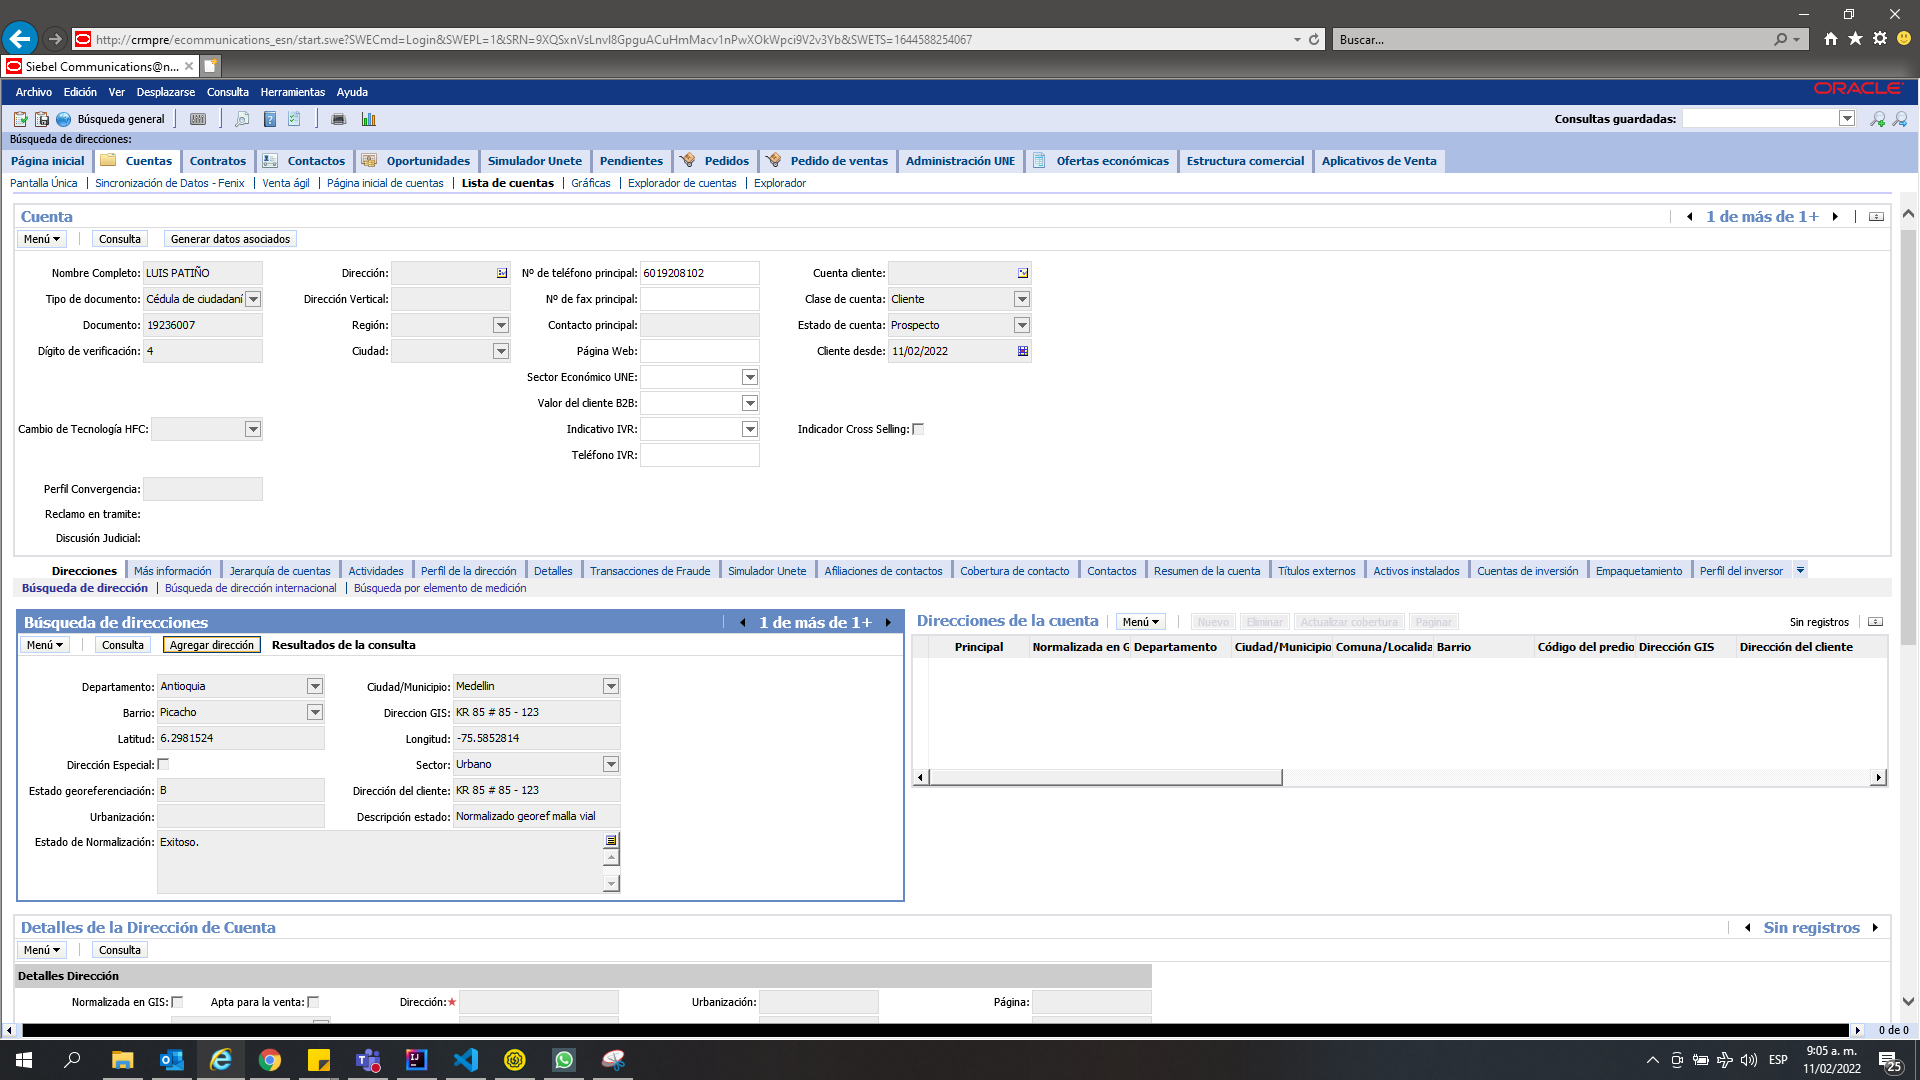 http://crmpre/ecommunications_esn/start.swe?SWECmd=Login&SWEPL=1&SRN=9XQSxnVsLnvI8GpguACuHmMacv1nPwXOkWpci9V2v3Yb&SWETS=1644588254067
Buscar...
Siebel Communications@n...
Archivo Edición Ver Desplazarse Consulta Herramientas Ayuda
ORACLE
Búsqueda general
Consultas guardadas:
Búsqueda de direcciones:
Página inicial Cuentas Contratos Contactos Oportunidades Simulador Unete Pendientes Pedidos Pedido de ventas Administración UNE Ofertas económicas Estructura comercial Aplicativos de Venta
Pantalla Única Sincronización de Datos - Fenix Venta ágil Página inicial de cuentas Lista de cuentas Gráficas Explorador de cuentas Explorador
Cuenta 1 de más de 1+
Menú Consulta Generar datos asociados
Nombre Completo: LUIS PATIÑO Dirección: Nº de teléfono principal: 6019208102 Cuenta cliente:
Tipo de documento: Cédula de ciudadaní Dirección Vertical: Nº de fax principal: Clase de cuenta: Cliente
Documento: 19236007 Región: Contacto principal: Estado de cuenta: Prospecto
Dígito de verificación: 4 Ciudad: Página Web: Cliente desde: 11/02/2022
Sector Económico UNE:
Valor del cliente B2B:
Cambio de Tecnología HFC: Indicativo IVR: Indicador Cross Selling:
Teléfono IVR:
Perfil Convergencia:
Reclamo en tramite:
Discusión Judicial:
Direcciones Más información Jerarquía de cuentas Actividades Perfil de la dirección Detalles Transacciones de Fraude Simulador Unete Afiliaciones de contactos Cobertura de contacto Contactos Resumen de la cuenta Títulos externos Activos instalados Cuentas de inversión Empaquetamiento Perfil del inversor
Búsqueda de dirección Búsqueda de dirección internacional Búsqueda por elemento de medición
Búsqueda de direcciones 1 de más de 1+
Menú Consulta Agregar dirección Resultados de la consulta
Departamento: Antioquia Ciudad/Municipio: Medellin
Barrio: Picacho Direccion GIS: KR 85 # 85 - 123
Latitud: 6.2981524 Longitud: -75.5852814
Dirección Especial: Sector: Urbano
Estado georeferenciación: B Dirección del cliente: KR 85 # 85 - 123
Urbanización: Descripción estado: Normalizado georef malla vial
Estado de Normalización: Exitoso.
Direcciones de la cuenta Menú Nuevo Eliminar Actualizar cobertura Paginar Sin registros
Principal Normalizada en G Departamento Ciudad/Municipio Comuna/Localida Barrio Código del predio Dirección GIS Dirección del cliente
Detalles de la Dirección de Cuenta Sin registros
Menú Consulta
Detalles Dirección
Normalizada en GIS: Apta para la venta: Dirección:★ Urbanización: Página:
0 de 0
ESP
9:05 a. m.
11/02/2022
25